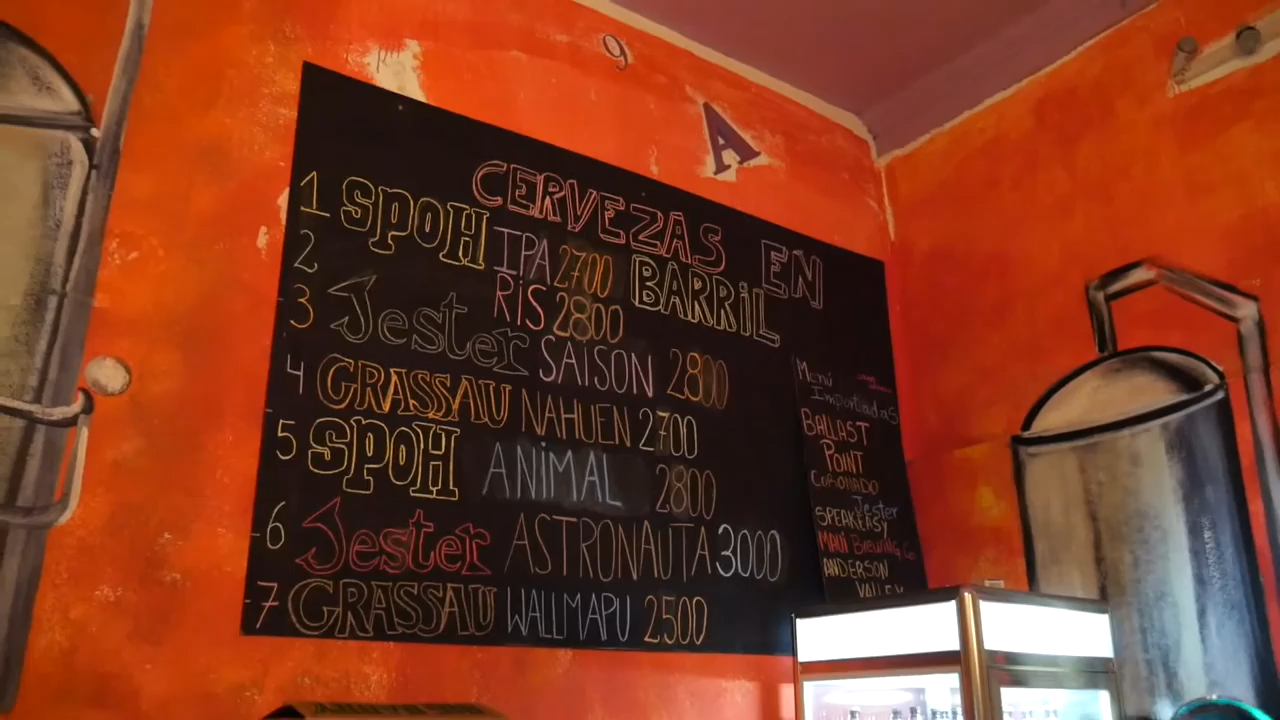 9
A
CERVEZAS EN
BARRiL
1 SPOH IPA 2700
2 RiS 2800
3 Jester SAISON 2800
4 GRASSAU NAHUEN 2700
5 SPOH ANiMAL 2800
6 Jester ASTRONAUTA 3000
7 GRASSAU WALLMAPU 2500
Menú
Importadas
BALLAST
POINT
CORONADO
Jester
SPEAKEASY
MAUi BREWING Co
ANDERSON
VALLEY